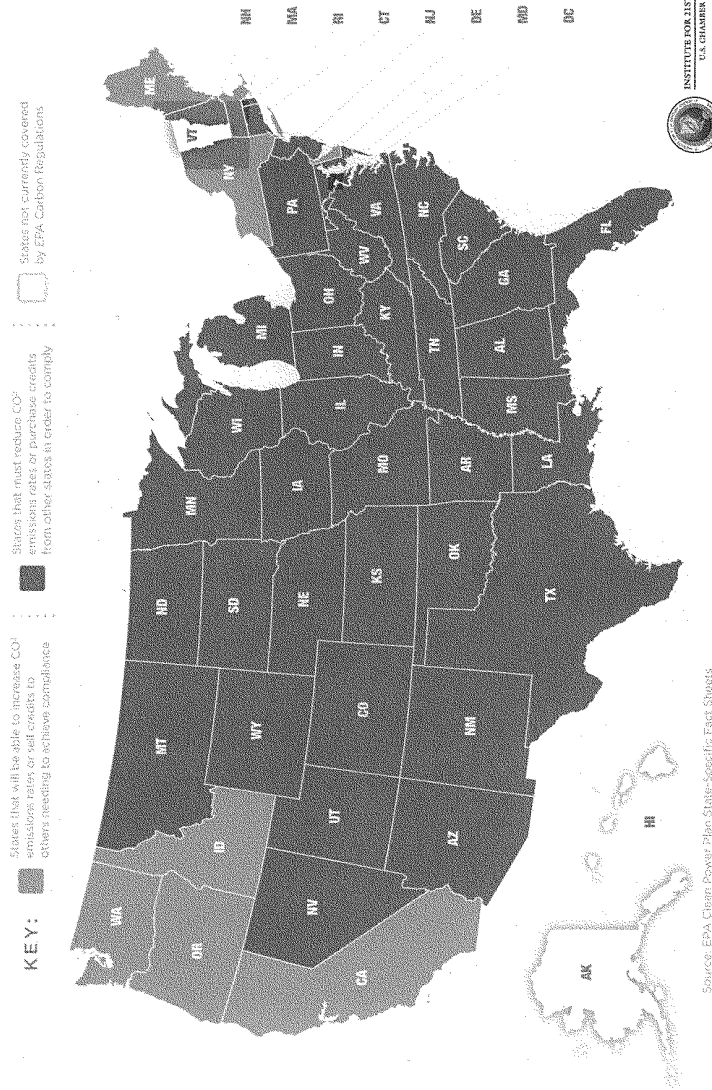 KEY:
States that will be able to increase CO²
emissions rates or sell credits to
others needing to achieve compliance
States that must reduce CO²
emissions rates or purchase credits
from other states in order to comply
States not currently covered
by EPA Carbon Regulations
WA
OR
CA
ID
NV
MT
WY
UT
AZ
CO
NM
ND
SD
NE
KS
OK
TX
MN
IA
MO
AR
LA
WI
IL
MS
MI
IN
OH
KY
TN
AL
GA
FL
SC
NC
VA
WV
PA
NY
VT
ME
NH
MA
RI
CT
NJ
DE
MD
DC
AK
HI
Source: EPA Clean Power Plan State-Specific Fact Sheets
INSTITUTE FOR 21ST
U.S. CHAMBER